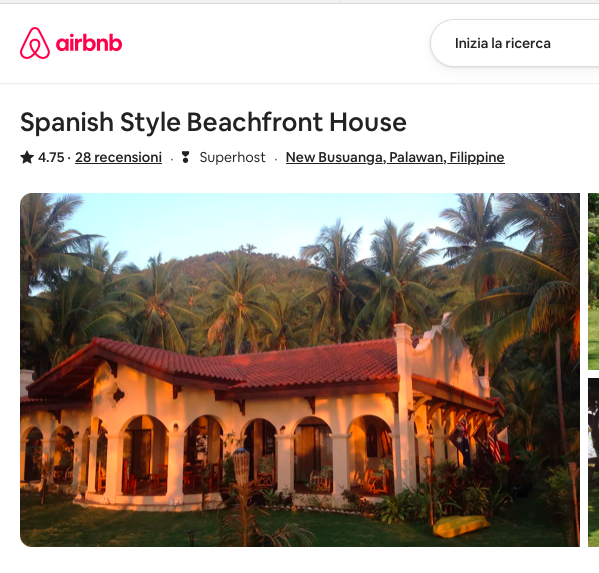 airbnb
Inizia la ricerca
Spanish Style Beachfront House
4.75 · 28 recensioni · Superhost · New Busuanga, Palawan, Filippine